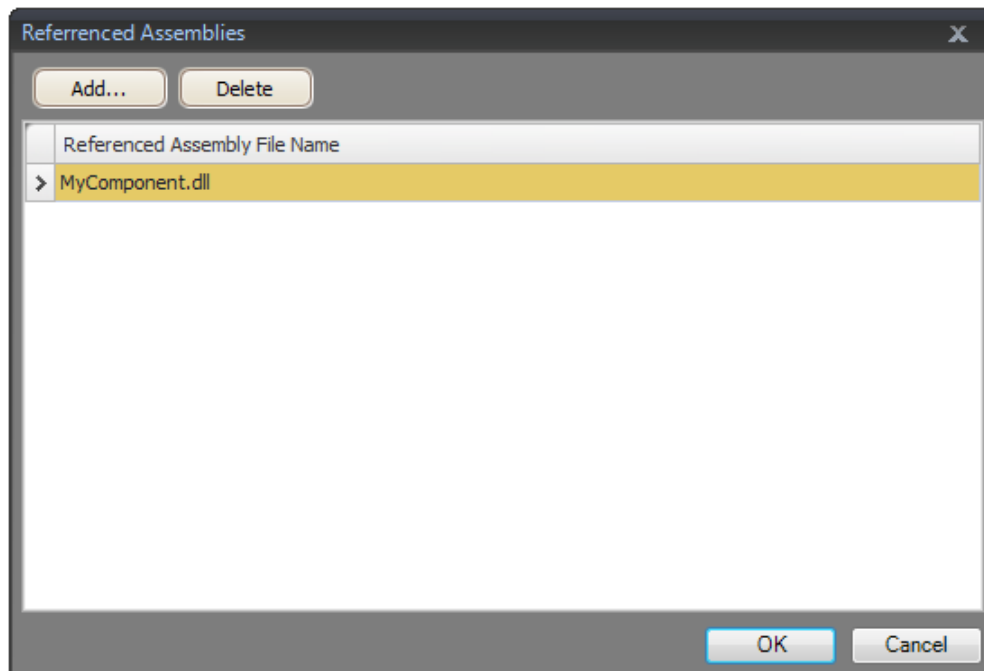 Referrenced Assemblies
Add... Delete
Referenced Assembly File Name
MyComponent.dll
OK Cancel